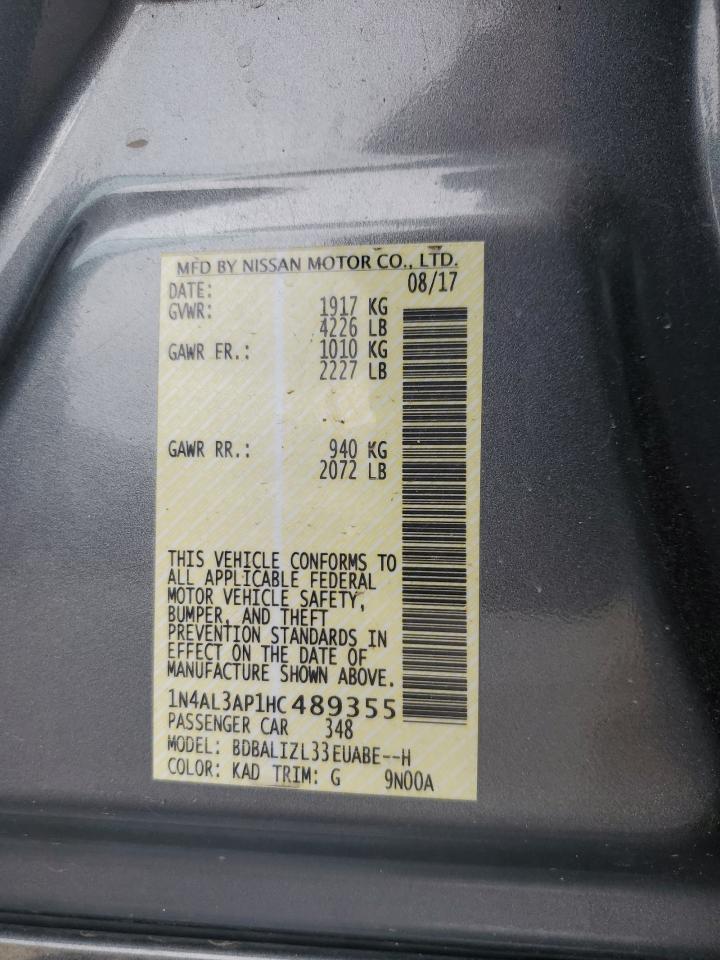 MFD BY NISSAN MOTOR CO., LTD.
DATE: 08/17
GVWR: 1917 KG
4226 LB
GAWR FR.: 1010 KG
2227 LB
GAWR RR.: 940 KG
2072 LB
THIS VEHICLE CONFORMS TO
ALL APPLICABLE FEDERAL
MOTOR VEHICLE SAFETY,
BUMPER, AND THEFT
PREVENTION STANDARDS IN
EFFECT ON THE DATE OF
MANUFACTURE SHOWN ABOVE.
1N4AL3AP1HC489355
PASSENGER CAR 348
MODEL: BDBALIZL33EUABE--H
COLOR: KAD TRIM: G 9N00A